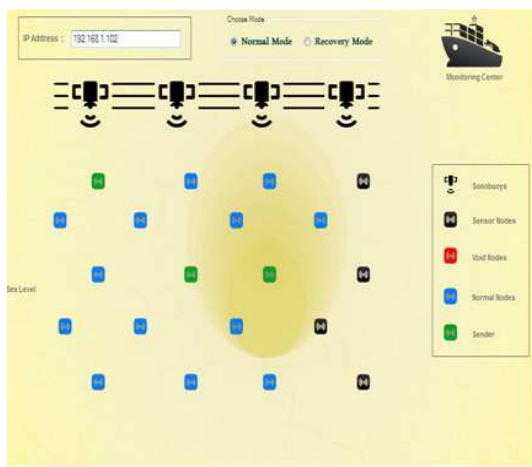 Choose Mode
IP Address : 192.168.1.102
Normal Mode Recovery Mode
Monitoring Center
Sonobuoys
Sensor Nodes
Void Nodes
Sea Level
Normal Nodes
Sender